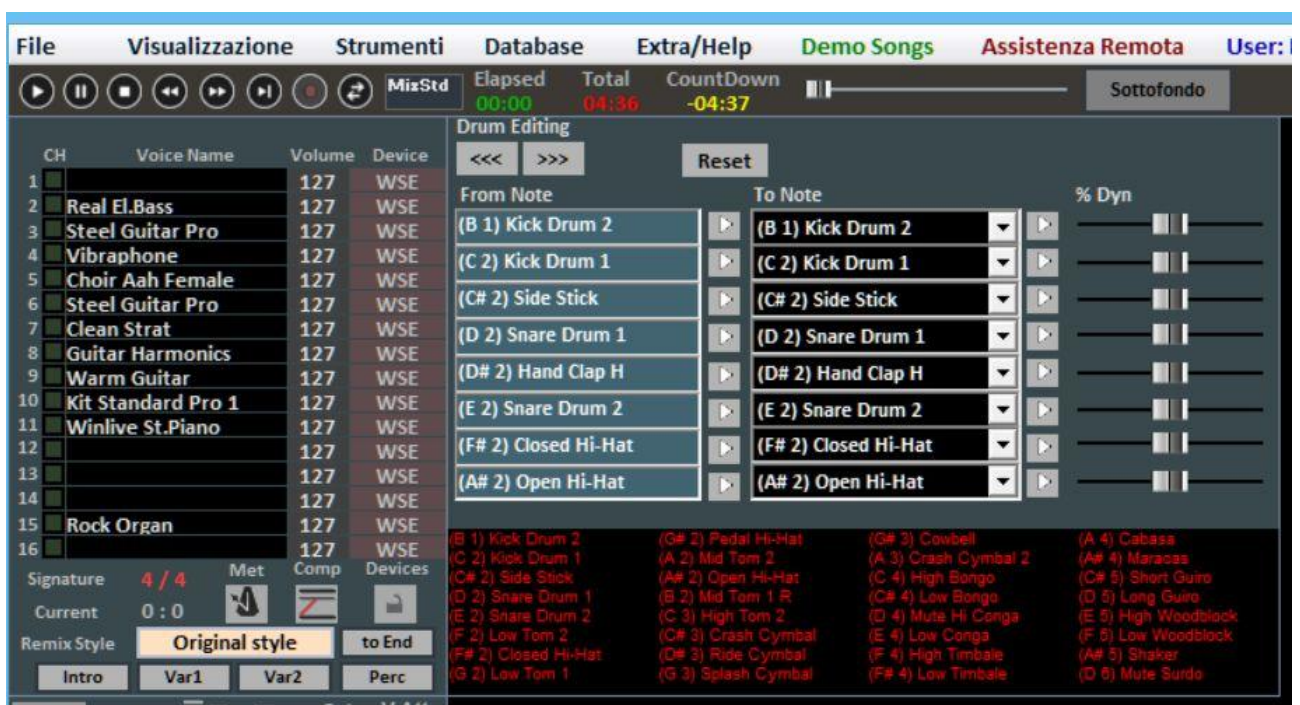 File Visualizzazione Strumenti Database Extra/Help Demo Songs Assistenza Remota User:
MixStd Elapsed Total CountDown Sottofondo
00:00 04:36 -04:37
Drum Editing
<<< >>> Reset
CH Voice Name Volume Device
1 127 WSE
2 Real El.Bass 127 WSE
3 Steel Guitar Pro 127 WSE
4 Vibraphone 127 WSE
5 Choir Aah Female 127 WSE
6 Steel Guitar Pro 127 WSE
7 Clean Strat 127 WSE
8 Guitar Harmonics 127 WSE
9 Warm Guitar 127 WSE
10 Kit Standard Pro 1 127 WSE
11 Winlive St.Piano 127 WSE
12 127 WSE
13 127 WSE
14 127 WSE
15 Rock Organ 127 WSE
16 127 WSE
From Note To Note % Dyn
(B 1) Kick Drum 2 (B 1) Kick Drum 2
(C 2) Kick Drum 1 (C 2) Kick Drum 1
(C# 2) Side Stick (C# 2) Side Stick
(D 2) Snare Drum 1 (D 2) Snare Drum 1
(D# 2) Hand Clap H (D# 2) Hand Clap H
(E 2) Snare Drum 2 (E 2) Snare Drum 2
(F# 2) Closed Hi-Hat (F# 2) Closed Hi-Hat
(A# 2) Open Hi-Hat (A# 2) Open Hi-Hat
(B 1) Kick Drum 2 (G# 2) Pedal Hi-Hat (G# 3) Cowbell (A 4) Cabasa
(C 2) Kick Drum 1 (A 2) Mid Tom 2 (A 3) Crash Cymbal 2 (A# 4) Maracas
(C# 2) Side Stick (A# 2) Open Hi-Hat (C 4) High Bongo (C# 5) Short Guiro
(D 2) Snare Drum 1 (B 2) Mid Tom 1 R (C# 4) Low Bongo (D 5) Long Guiro
(E 2) Snare Drum 2 (C 3) High Tom 2 (D 4) Mute Hi Conga (E 5) High Woodblock
(F 2) Low Tom 2 (C# 3) Crash Cymbal (E 4) Low Conga (F 5) Low Woodblock
(F# 2) Closed Hi-Hat (D# 3) Ride Cymbal (F 4) High Timbale (A# 5) Shaker
(G 2) Low Tom 1 (G 3) Splash Cymbal (F# 4) Low Timbale (D 6) Mute Surdo
Signature 4 / 4 Met Comp Devices
Current 0 : 0
Remix Style Original style to End
Intro Var1 Var2 Perc